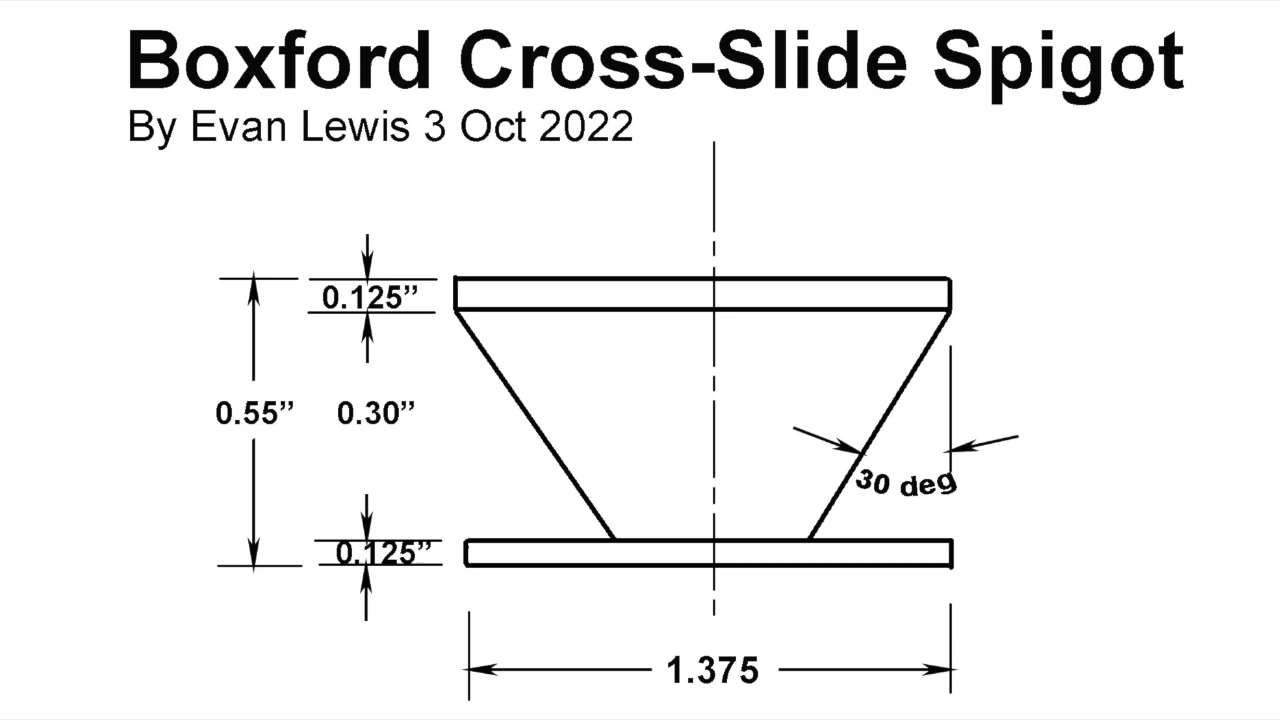 Boxford Cross-Slide Spigot
By Evan Lewis 3 Oct 2022
0.125”
0.55”
0.30”
30 deg
0.125”
1.375